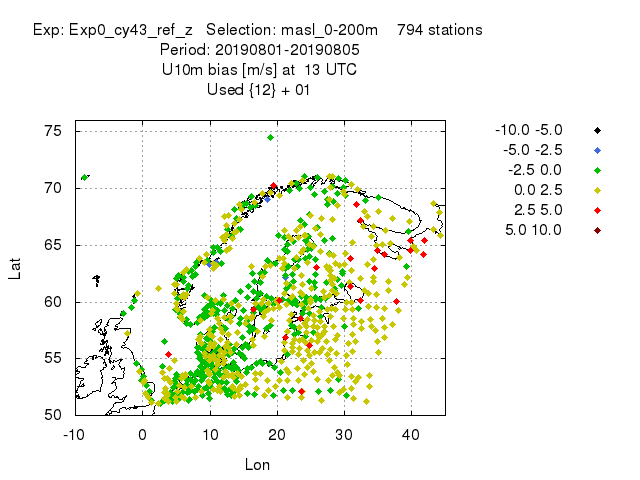 Exp: Exp0_cy43_ref_z Selection: masl_0-200m 794 stations
Period: 20190801-20190805
U10m bias [m/s] at 13 UTC
Used {12} + 01
-10.0 -5.0
-5.0 -2.5
-2.5 0.0
0.0 2.5
2.5 5.0
5.0 10.0
75
70
65
60
55
50
Lat
-10 0 10 20 30 40
Lon